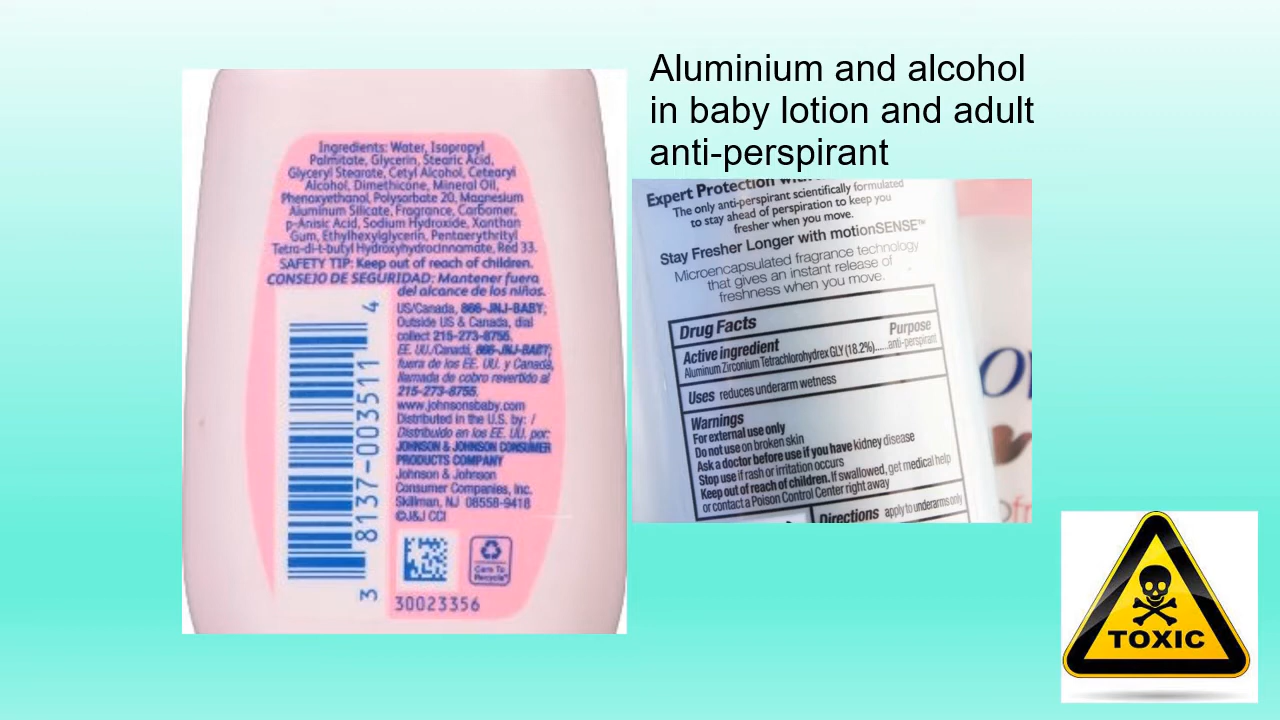 Aluminium and alcohol
in baby lotion and adult
anti-perspirant
Ingredients: Water, Isopropyl
Palmitate, Glycerin, Stearic Acid,
Glyceryl Stearate, Cetyl Alcohol, Cetearyl
Alcohol, Dimethicone, Mineral Oil,
Phenoxyethanol, Polysorbate 20, Magnesium
Aluminum Silicate, Fragrance, Carbomer,
p-Anisic Acid, Sodium Hydroxide, Xanthan
Gum, Ethylhexylglycerin, Pentaerythrityl
Tetra-di-t-butyl Hydroxyhydrocinnamate, Red 33.
SAFETY TIP: Keep out of reach of children.
CONSEJO DE SEGURIDAD: Mantener fuera
del alcance de los niños.
US/Canada, 866-JNJ-BABY;
Outside US & Canada, dial
collect 215-273-8755.
EE. UU./Canadá, 866-JNJ-BABY;
fuera de los EE. UU. y Canadá,
llamada de cobro revertido al
215-273-8755.
www.johnsonsbaby.com
Distributed in the U.S. by: /
Distribuido en los EE. UU. por:
JOHNSON & JOHNSON CONSUMER
PRODUCTS COMPANY
Johnson & Johnson
Consumer Companies, Inc.
Skillman, NJ 08558-9418
©J&J CCI
3 8137-003511 4
Care To
Recycle
30023356
Expert Protection with
The only anti-perspirant scientifically formulated
to stay ahead of perspiration to keep you
fresher when you move.
Stay Fresher Longer with motionSENSE™
Microencapsulated fragrance technology
that gives an instant release of
freshness when you move.
Drug Facts
Active ingredient Purpose
Aluminum Zirconium Tetrachlorohydrex GLY (18.2%).....anti-perspirant
Uses reduces underarm wetness
Warnings
For external use only
Do not use on broken skin
Ask a doctor before use if you have kidney disease
Stop use if rash or irritation occurs
Keep out of reach of children. If swallowed, get medical help
or contact a Poison Control Center right away
Directions apply to underarms only
TOXIC